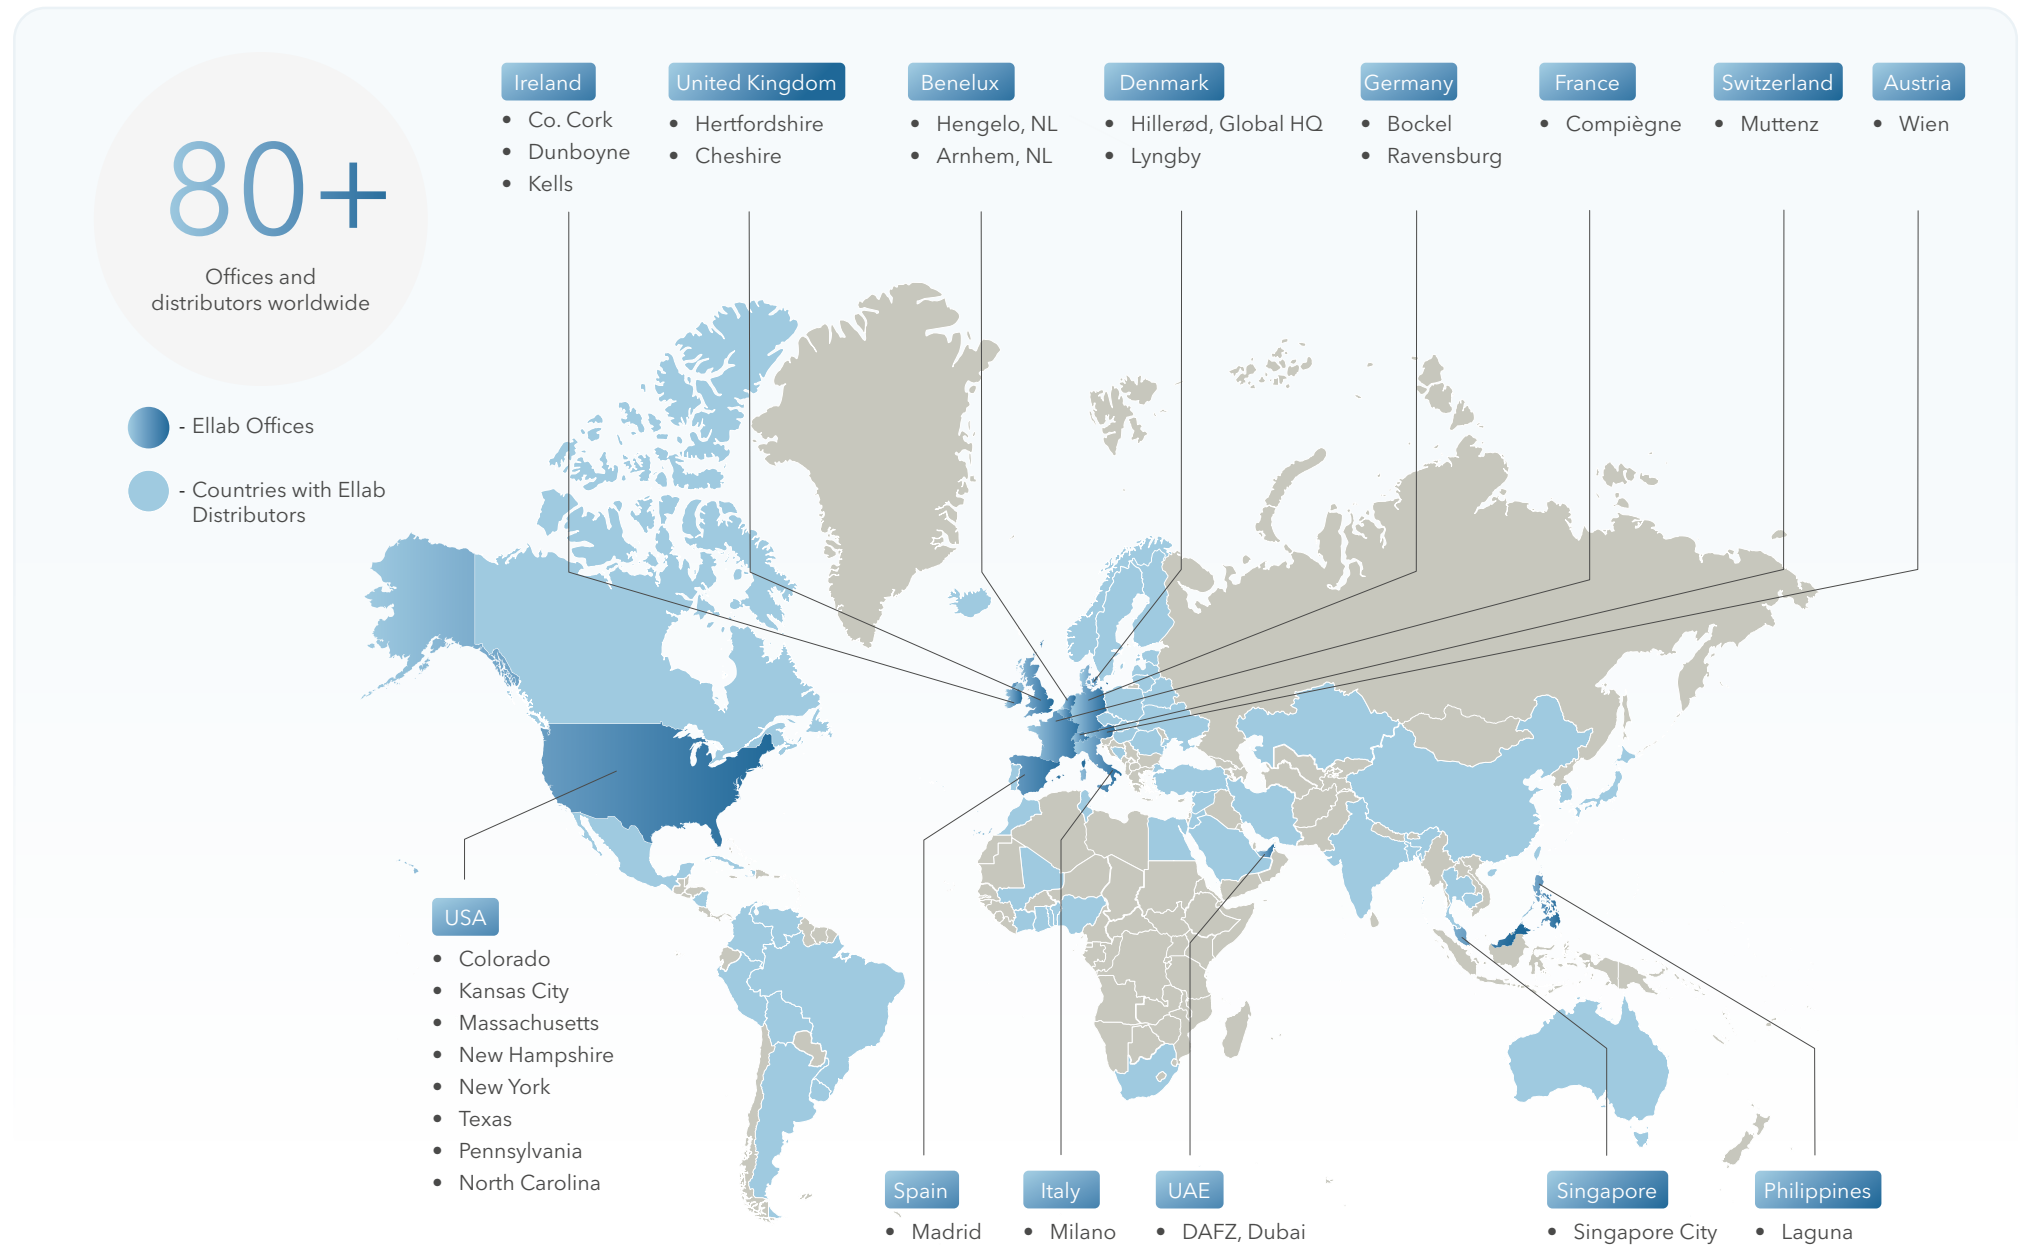 80+
Offices and
distributors worldwide
- Ellab Offices
- Countries with Ellab
Distributors
Ireland
• Co. Cork
• Dunboyne
• Kells
United Kingdom
• Hertfordshire
• Cheshire
Benelux
• Hengelo, NL
• Arnhem, NL
Denmark
• Hillerød, Global HQ
• Lyngby
Germany
• Bockel
• Ravensburg
France
• Compiègne
Switzerland
• Muttenz
Austria
• Wien
USA
• Colorado
• Kansas City
• Massachusetts
• New Hampshire
• New York
• Texas
• Pennsylvania
• North Carolina
Spain
• Madrid
Italy
• Milano
UAE
• DAFZ, Dubai
Singapore
• Singapore City
Philippines
• Laguna